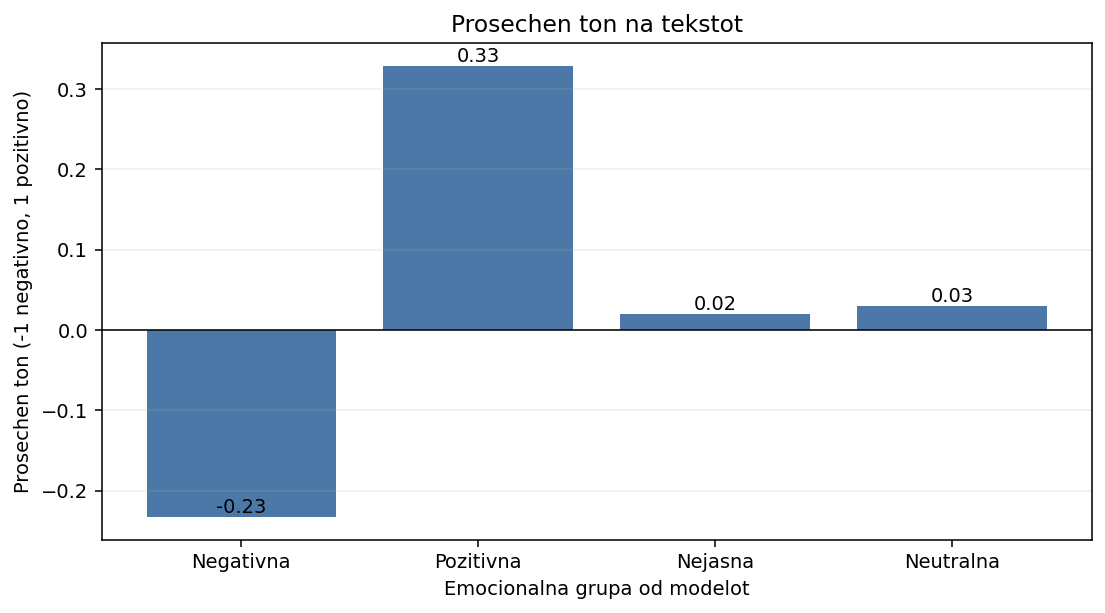 Prosechen ton na tekstot
Prosechen ton (-1 negativno, 1 pozitivno)
0.3
0.2
0.1
0.0
−0.1
−0.2
-0.23
0.33
0.02
0.03
Negativna
Pozitivna
Nejasna
Neutralna
Emocionalna grupa od modelot